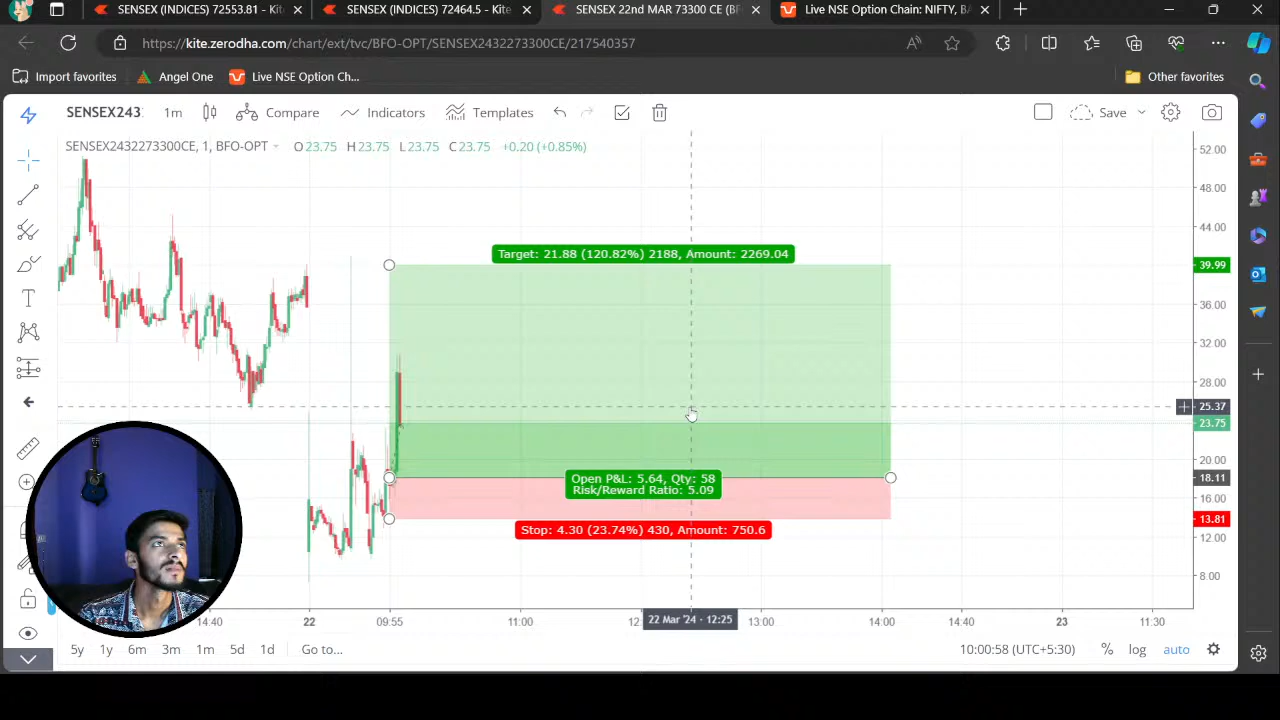 SENSEX (INDICES) 72553.81 - Kit
SENSEX (INDICES) 72464.5 - Kite
SENSEX 22nd MAR 73300 CE (BF
Live NSE Option Chain: NIFTY, BA
https://kite.zerodha.com/chart/ext/tvc/BFO-OPT/SENSEX2432273300CE/217540357
Import favorites
Angel One
Live NSE Option Ch...
Other favorites
SENSEX243
1m
Compare
Indicators
Templates
Save
SENSEX2432273300CE, 1, BFO-OPT
O23.75 H23.75 L23.75 C23.75 +0.20 (+0.85%)
52.00
48.00
44.00
Target: 21.88 (120.82%) 2188, Amount: 2269.04
39.99
36.00
32.00
28.00
25.37
23.75
20.00
Open P&L: 5.64, Qty: 58
Risk/Reward Ratio: 5.09
18.11
16.00
13.81
Stop: 4.30 (23.74%) 430, Amount: 750.6
12.00
8.00
14:40 22 09:55 11:00 12: 22 Mar '24 - 12:25 13:00 14:00 14:40 23 11:30
5y 1y 6m 3m 1m 5d 1d Go to...
10:00:58 (UTC+5:30) % log auto